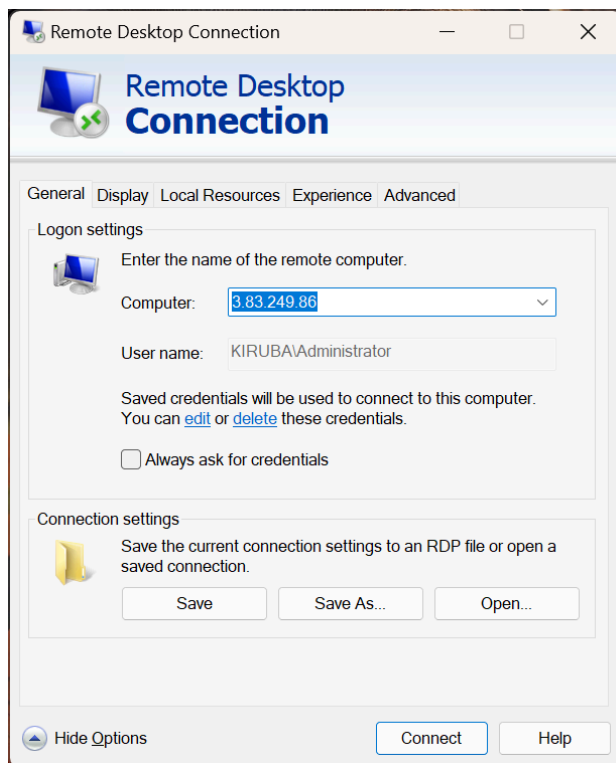 Remote Desktop Connection
Remote Desktop
Connection
General Display Local Resources Experience Advanced
Logon settings
Enter the name of the remote computer.
Computer: 3.83.249.86
User name: KIRUBA\Administrator
Saved credentials will be used to connect to this computer.
You can edit or delete these credentials.
Always ask for credentials
Connection settings
Save the current connection settings to an RDP file or open a
saved connection.
Save Save As... Open...
Hide Options Connect Help